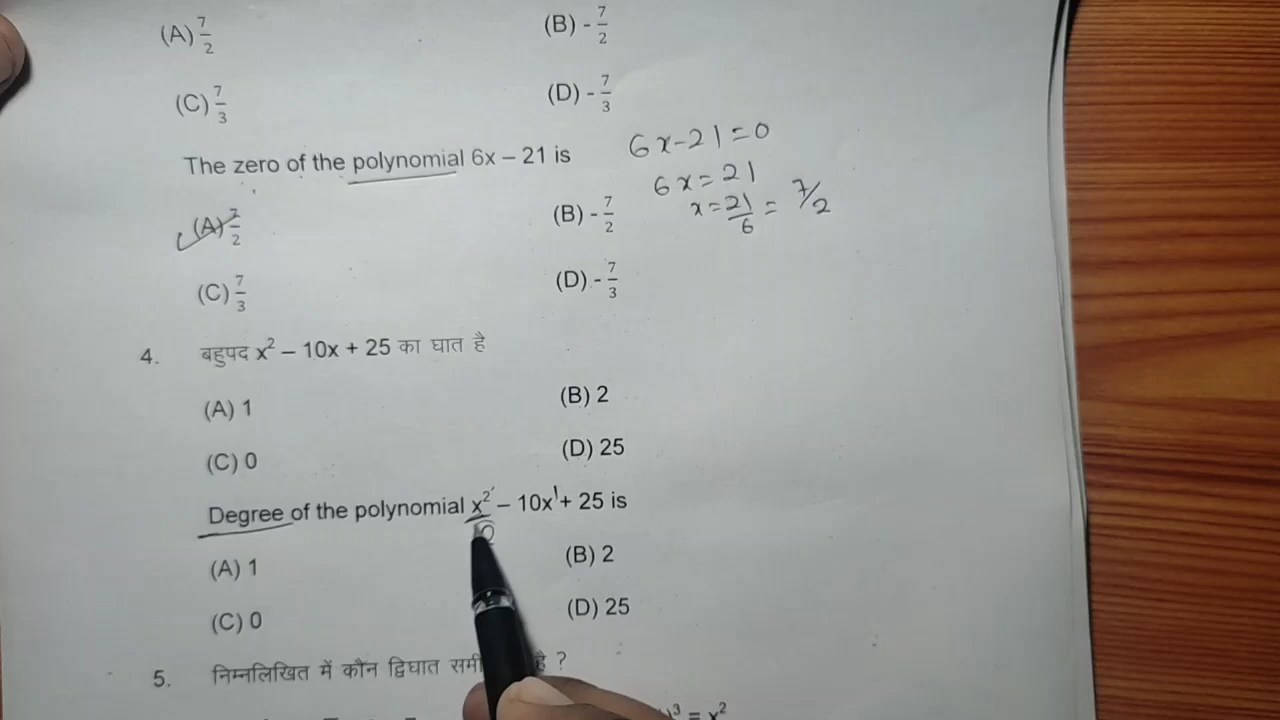 (A) 7/2 (B) - 7/2
(C) 7/3 (D) - 7/3
The zero of the polynomial 6x – 21 is
6x-21=0
6x=21
x=21/6=7/2
(A) 7/2 (B) - 7/2
(C) 7/3 (D) - 7/3
4. बहुपद x² – 10x + 25 का घात है
(A) 1 (B) 2
(C) 0 (D) 25
Degree of the polynomial x² – 10x¹ + 25 is
(A) 1 (B) 2
(C) 0 (D) 25
5. निम्नलिखित में कौन द्विघात है ?
³ = x²